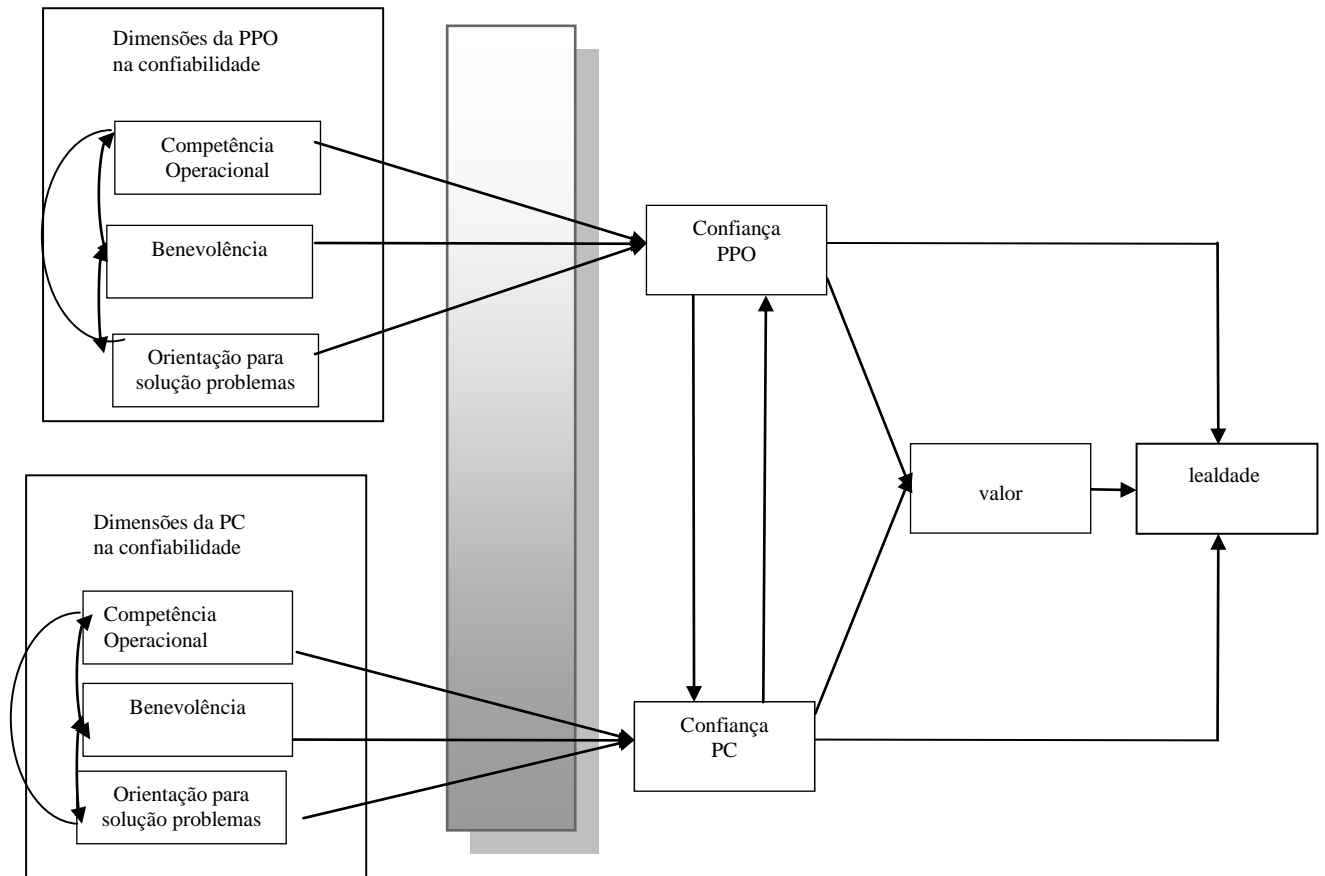 Dimensões da PPO
na confiabilidade
Competência
Operacional
Benevolência
Orientação para
solução problemas
Confiança
PPO
valor
lealdade
Dimensões da PC
na confiabilidade
Competência
Operacional
Benevolência
Orientação para
solução problemas
Confiança
PC